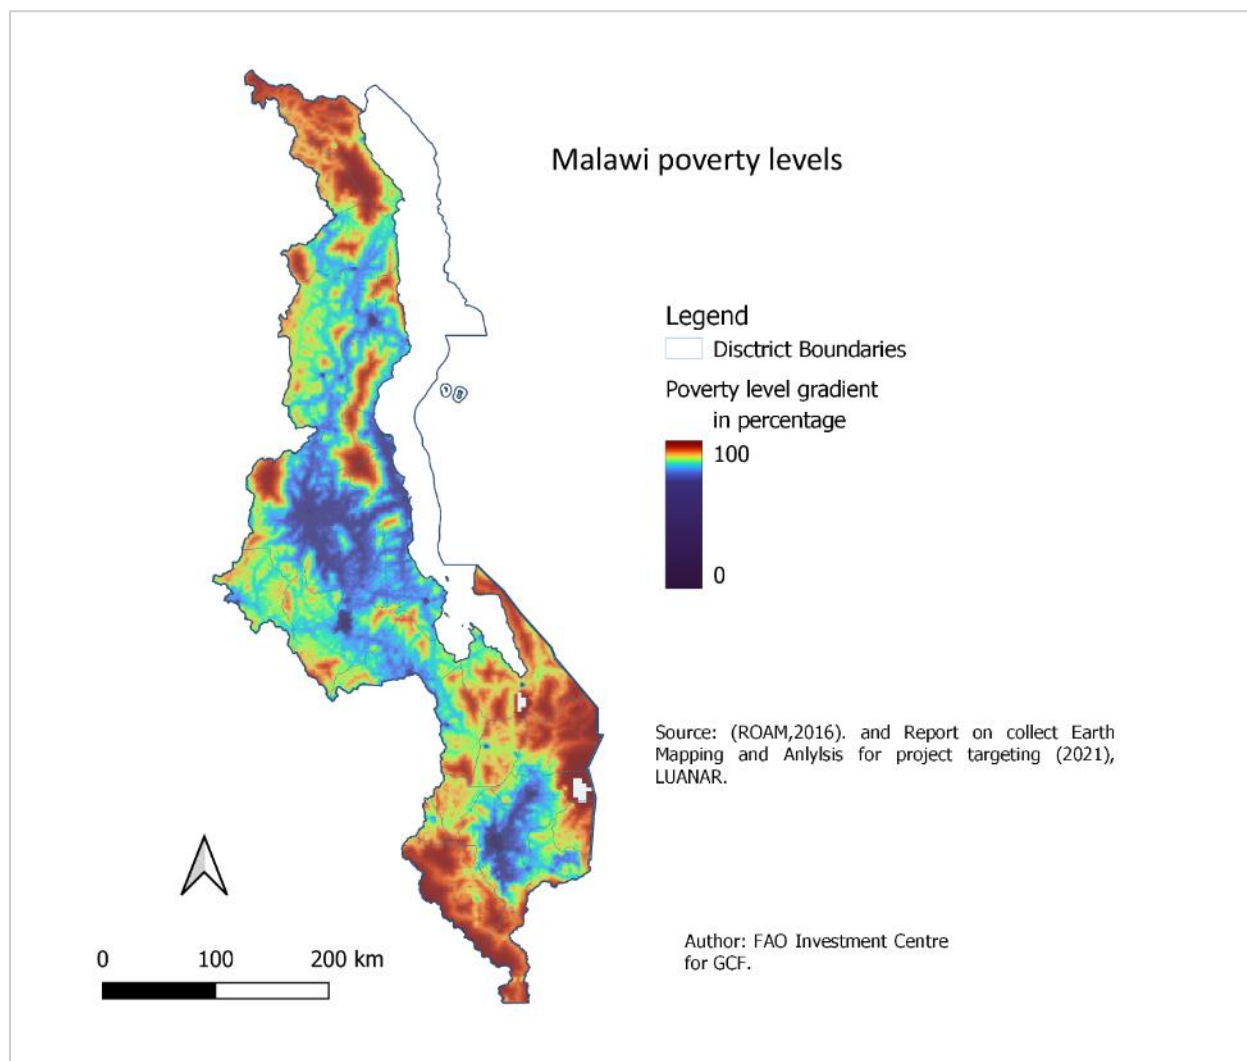 Malawi poverty levels
Legend
Disctrict Boundaries
Poverty level gradient
in percentage
100
0
Source: (ROAM,2016). and Report on collect Earth
Mapping and Anlylsis for project targeting (2021),
LUANAR.
Author: FAO Investment Centre
for GCF.
0 100 200 km